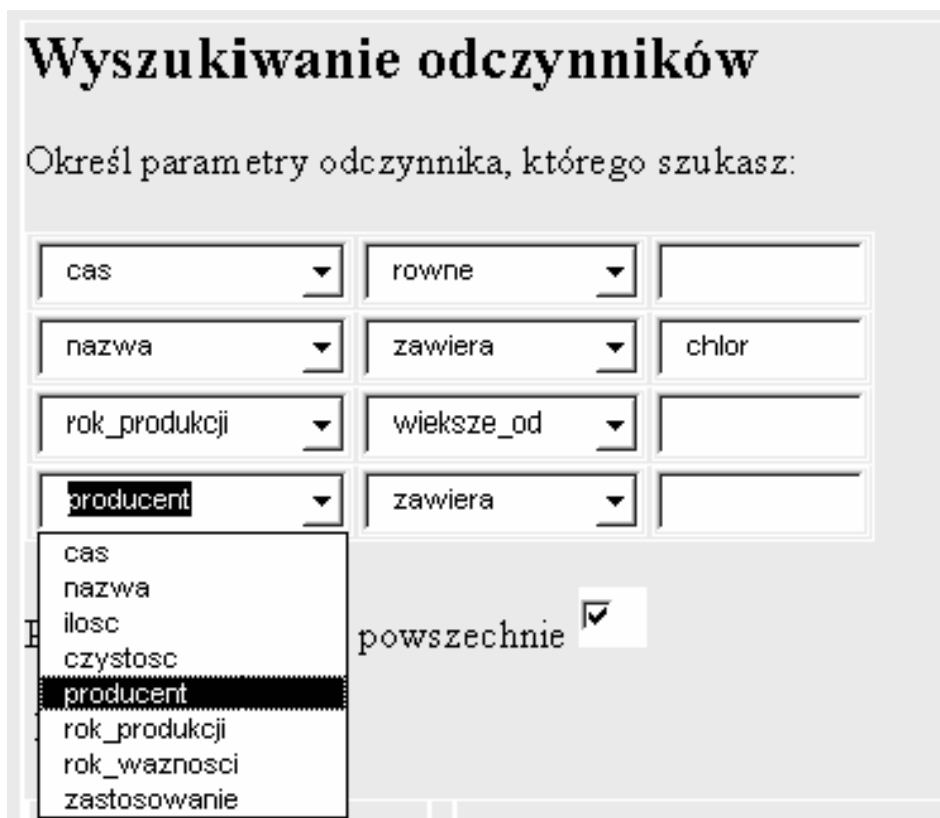 Wyszukiwanie odczynników
Określ parametry odczynnika, którego szukasz:
cas rowne
nazwa zawiera chlor
rok_produkcji wieksze_od
producent zawiera
cas
nazwa
ilosc
powszechnie
czystosc
producent
rok_produkcji
rok_waznosci
zastosowanie